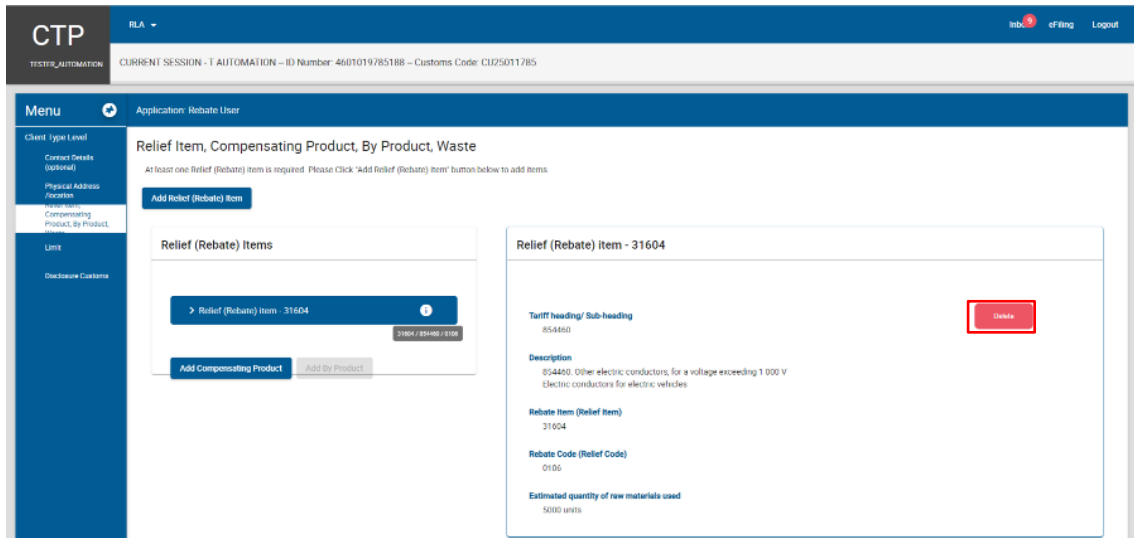 CTP
RLA
Inbox 9
eFiling
Logout
TESTER_AUTOMATION
CURRENT SESSION - T AUTOMATION – ID Number: 4601019785188 – Customs Code: CU25011785
Menu
Application: Rebate User
Client Type Level
Contact Details
(optional)
Physical Address
/location
Relief Item,
Compensating
Product, By Product,
Waste
Limit
Disclosure Customs
Relief Item, Compensating Product, By Product, Waste
At least one Relief (Rebate) item is required. Please Click 'Add Relief (Rebate) item' button below to add items.
Add Relief (Rebate) Item
Relief (Rebate) Items
> Relief (Rebate) item - 31604
31604 / 854460 / 0106
Add Compensating Product
Add By Product
Relief (Rebate) item - 31604
Tariff heading/ Sub-heading
854460
Delete
Description
854460. Other electric conductors, for a voltage exceeding 1 000 V
Electric conductors for electric vehicles
Rebate Item (Relief Item)
31604
Rebate Code (Relief Code)
0106
Estimated quantity of raw materials used
5000 units